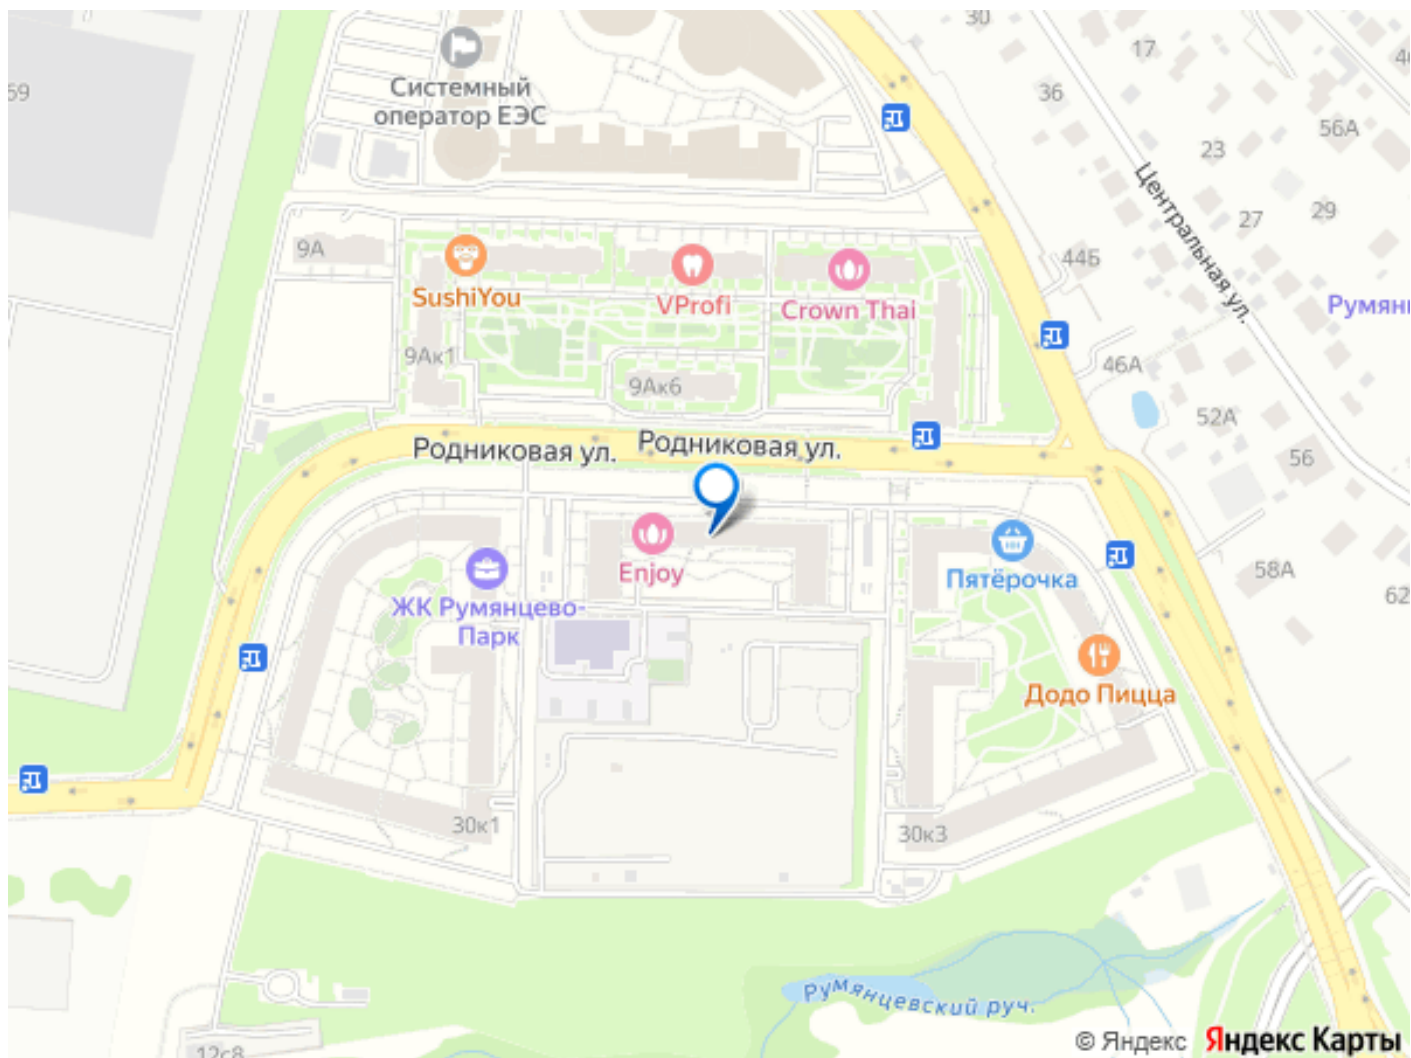 30
17
69
Системный
оператор ЕЭС
36
56А
23
Центральная ул.
9А
27
29
44Б
SushiYou
VProfi
Crown Thai
Румян
9Ак1
9Ак6
46А
52А
Родниковая ул.
Родниковая ул.
56
Enjoy
Пятёрочка
58А
62
ЖК Румянцево-
Парк
Додо Пицца
30к1
30к3
Румянцевский руч.
12с8
© Яндекс
Яндекс Карты